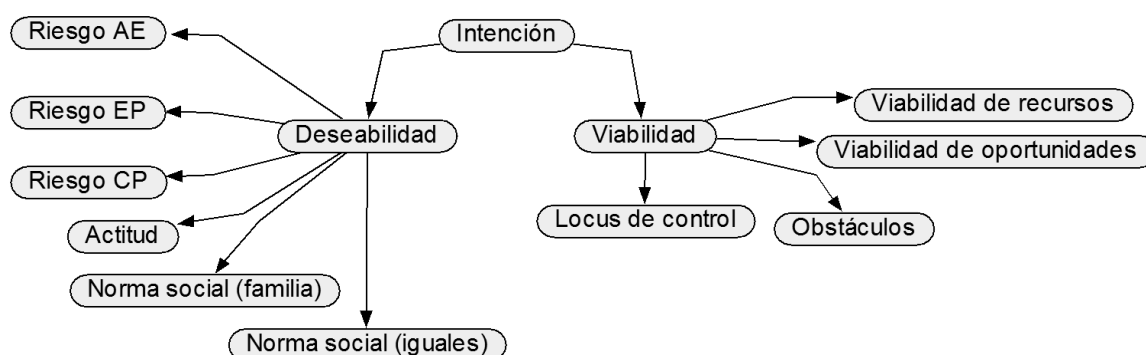 Riesgo AE
Intención
Riesgo EP
Viabilidad de recursos
Deseabilidad
Viabilidad
Viabilidad de oportunidades
Riesgo CP
Locus de control
Obstáculos
Actitud
Norma social (familia)
Norma social (iguales)